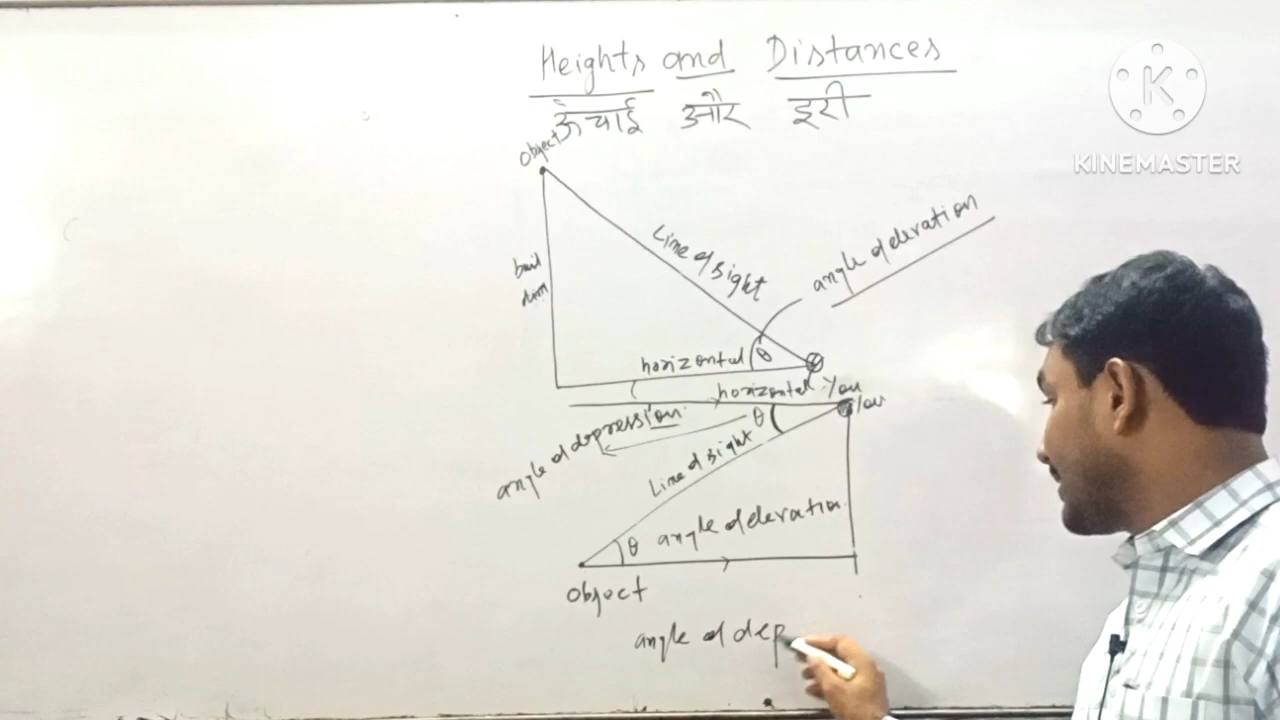 Heights and Distances
ऊँचाई और दूरी
object
Line of sight
angle of elevation
horizontal θ
You
horizontal
You
θ
angle of depression
Line of sight
θ angle of elevation
object
angle of dep
K
KINEMASTER